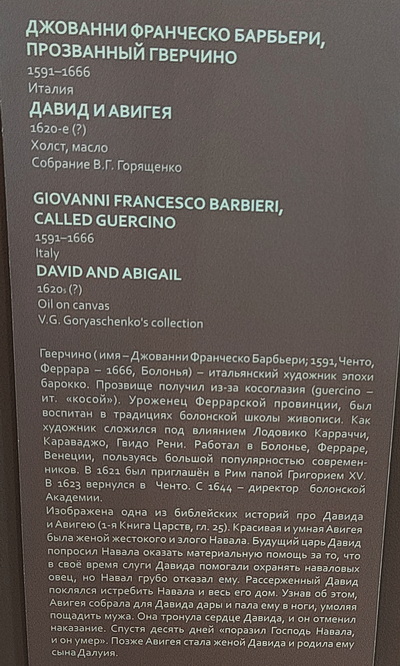 ДЖОВАННИ ФРАНЧЕСКО БАРБЬЕРИ,
ПРОЗВАННЫЙ ГВЕРЧИНО
1591–1666
Италия
ДАВИД И АВИГЕЯ
1620-е (?)
Холст, масло
Собрание В.Г. Горященко
GIOVANNI FRANCESCO BARBIERI,
CALLED GUERCINO
1591–1666
Italy
DAVID AND ABIGAIL
1620s (?)
Oil on canvas
V.G. Goryaschenko's collection
Гверчино ( имя – Джованни Франческо Барбьери; 1591, Ченто,
Феррара – 1666, Болонья) – итальянский художник эпохи
барокко. Прозвище получил из-за косоглазия (guercino –
ит. «косой»). Уроженец Феррарской провинции, был
воспитан в традициях болонской школы живописи. Как
художник сложился под влиянием Лодовико Карраччи,
Караваджо, Гвидо Рени. Работал в Болонье, Ферраре,
Венеции, пользуясь большой популярностью современ-
ников. В 1621 был приглашён в Рим папой Григорием XV.
В 1623 вернулся в Ченто. С 1644 – директор болонской
Академии.
Изображена одна из библейских историй про Давида
и Авигею (1-я Книга Царств, гл. 25). Красивая и умная Авигея
была женой жестокого и злого Навала. Будущий царь Давид
попросил Навала оказать материальную помощь за то, что
в своё время слуги Давида помогали охранять наваловых
овец, но Навал грубо отказал ему. Рассерженный Давид
поклялся истребить Навала и весь его дом. Узнав об этом,
Авигея собрала для Давида дары и пала ему в ноги, умоляя
пощадить мужа. Она тронула сердце Давида, и он отменил
наказание. Спустя десять дней «поразил Господь Навала,
и он умер». Позже Авигея стала женой Давида и родила ему
сына Далуия.